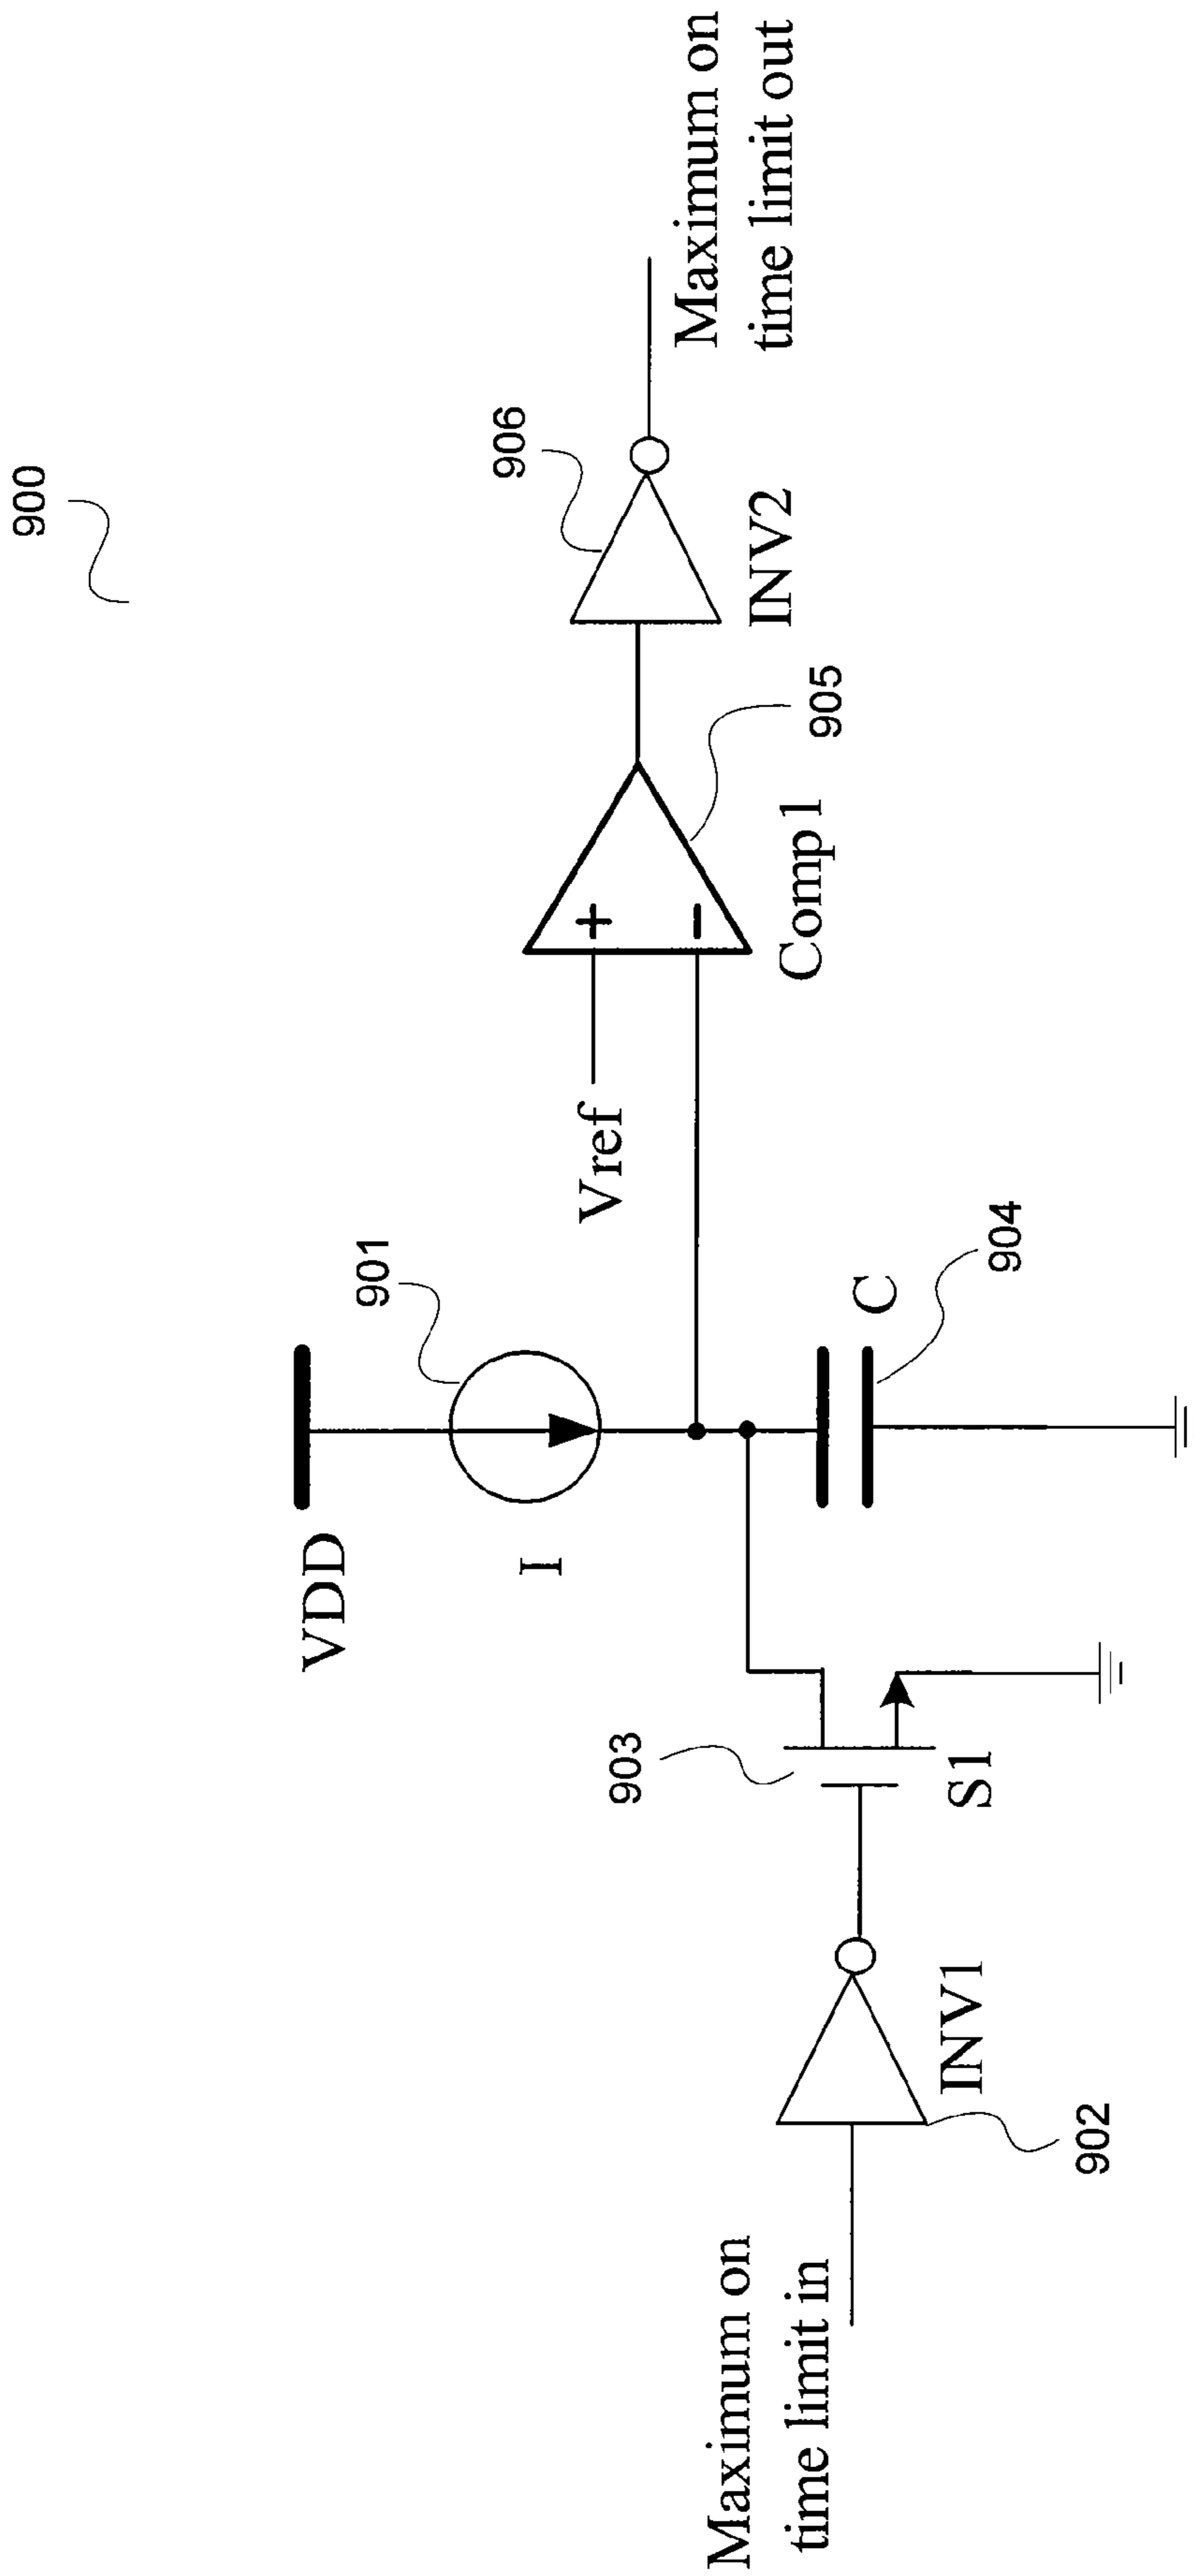 900
VDD
901
I
Vref
906
Maximum on
time limit out
INV2
905
Comp1
C
904
903
S1
Maximum on
time limit in
INV1
902
+
-